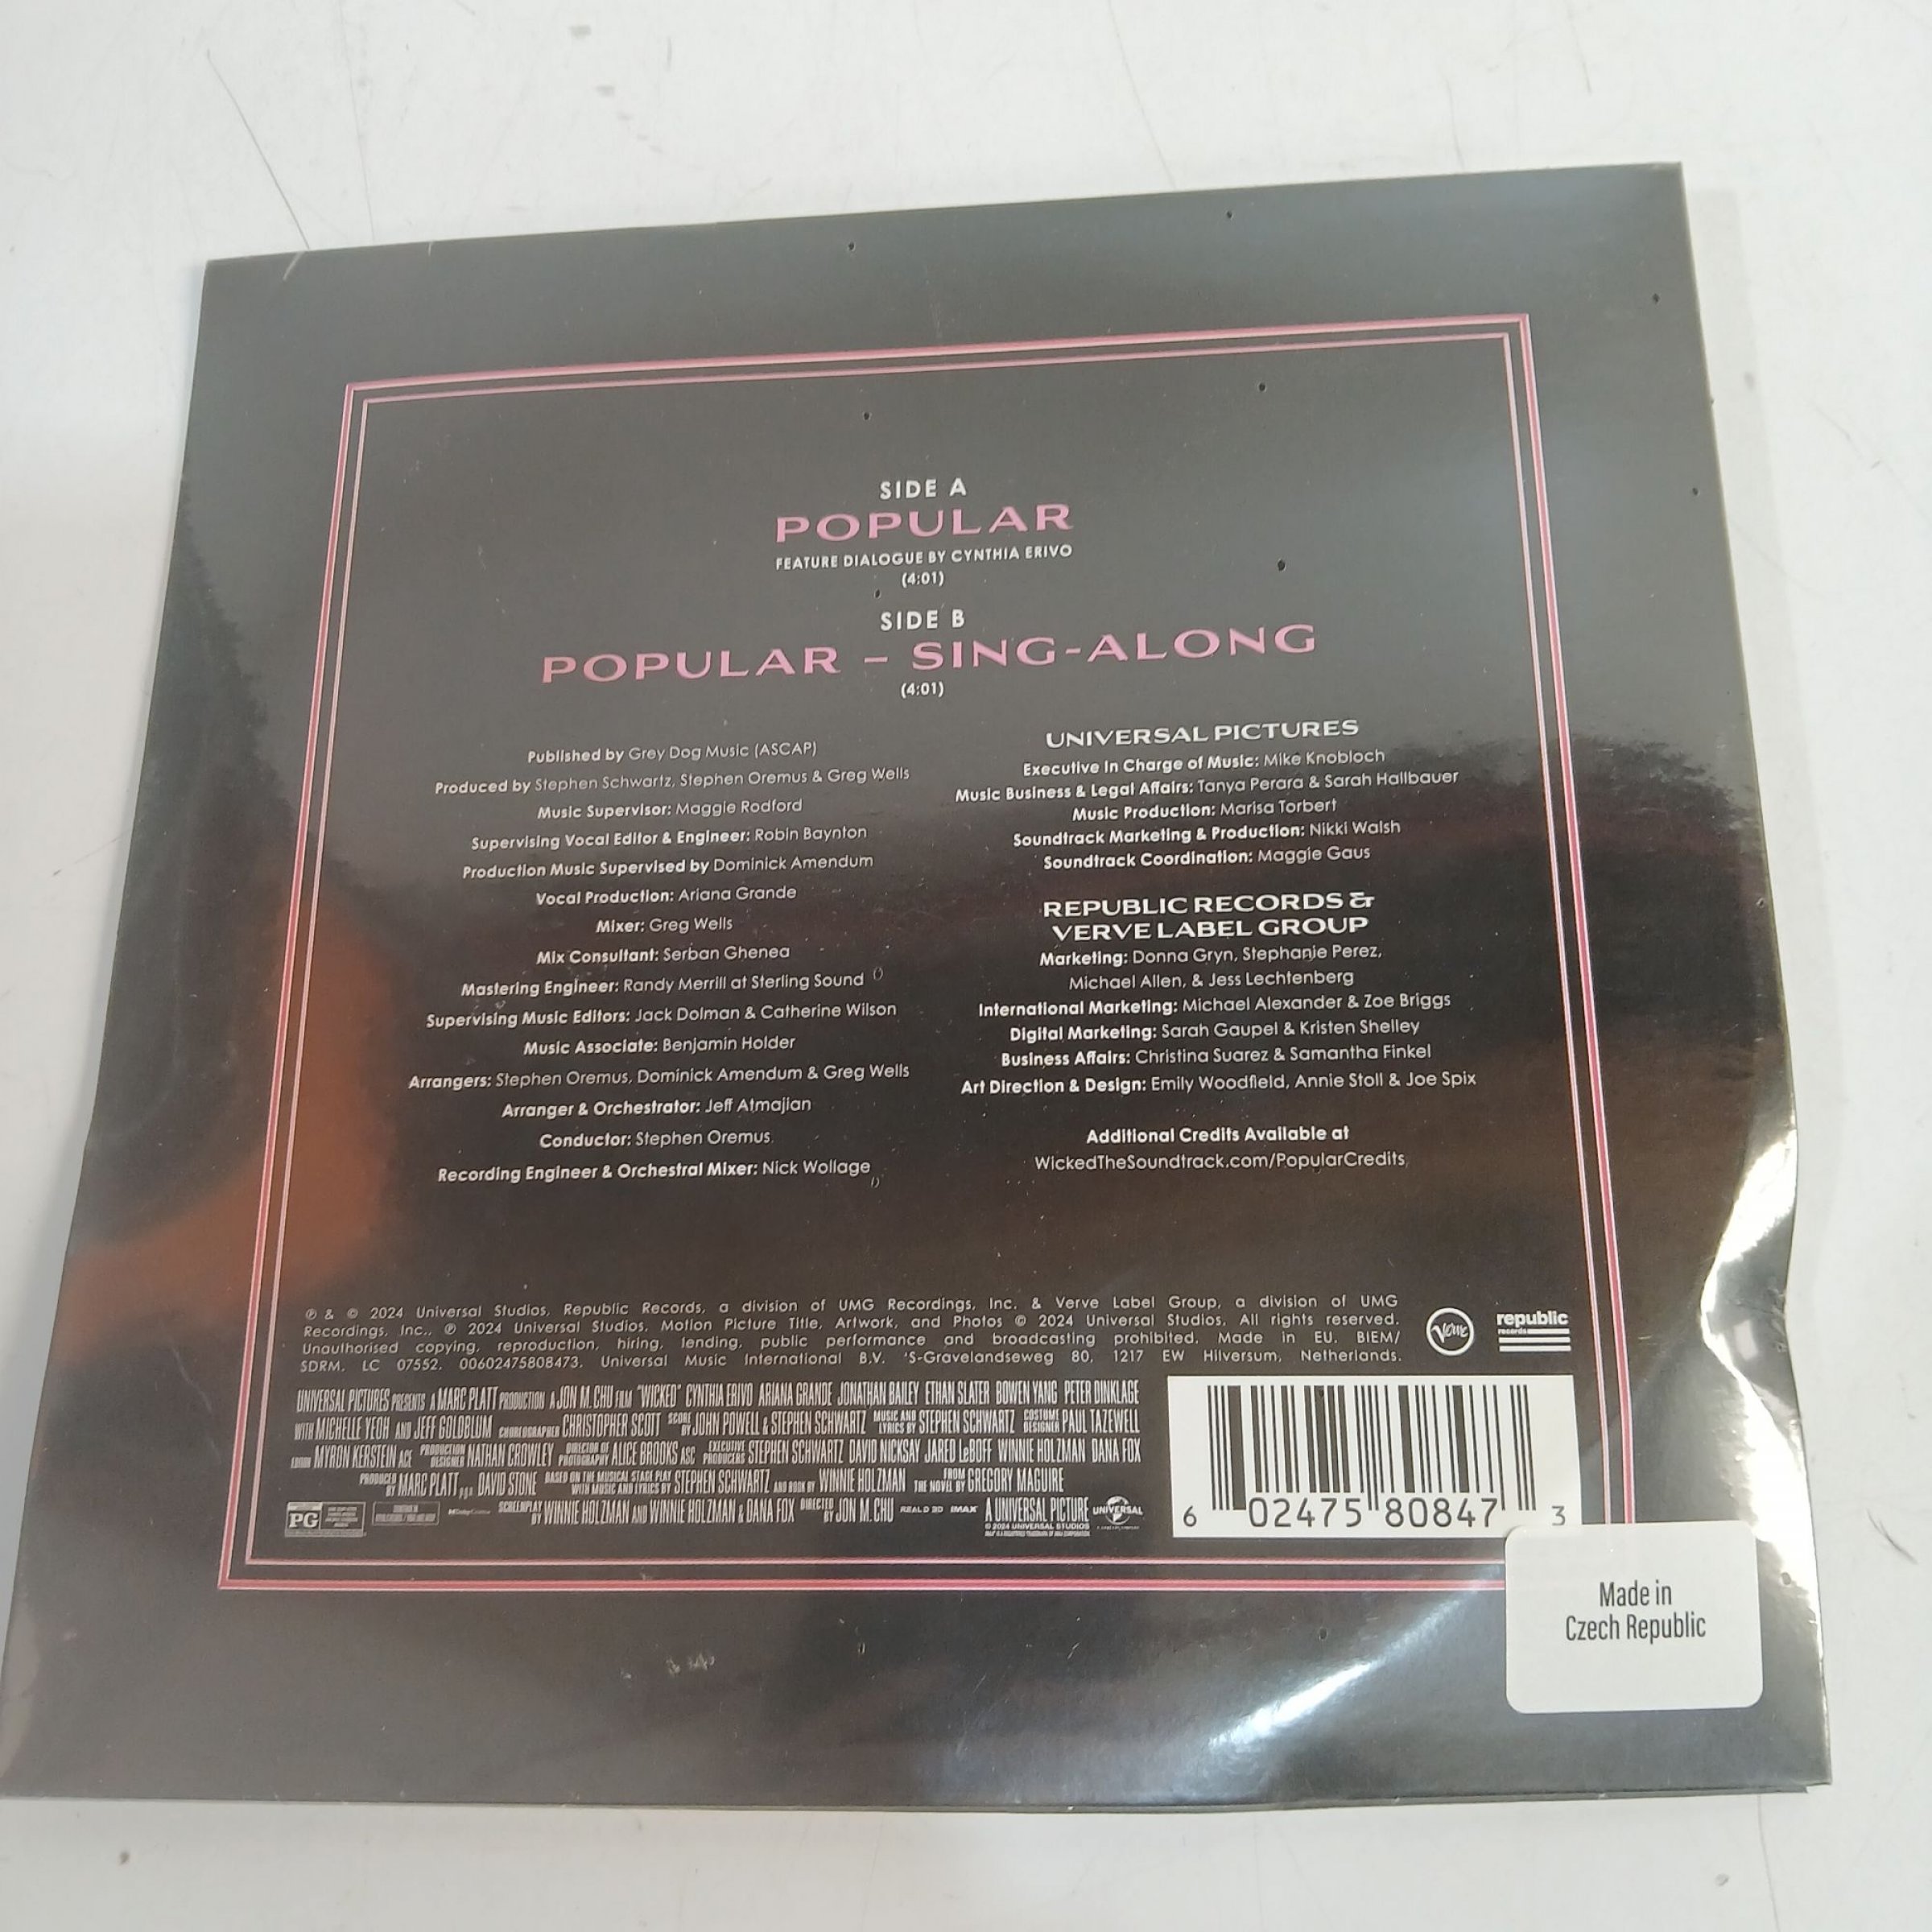 SIDE A
POPULAR
FEATURE DIALOGUE BY CYNTHIA ERIVO
(4:01)
SIDE B
POPULAR – SING-ALONG
(4:01)
Published by Grey Dog Music (ASCAP)
Produced by Stephen Schwartz, Stephen Oremus & Greg Wells
Music Supervisor: Maggie Rodford
Supervising Vocal Editor & Engineer: Robin Baynton
Production Music Supervised by Dominick Amendum
Vocal Production: Ariana Grande
Mixer: Greg Wells
Mix Consultant: Serban Ghenea
Mastering Engineer: Randy Merrill at Sterling Sound
Supervising Music Editors: Jack Dolman & Catherine Wilson
Music Associate: Benjamin Holder
Arrangers: Stephen Oremus, Dominick Amendum & Greg Wells
Arranger & Orchestrator: Jeff Atmajian
Conductor: Stephen Oremus
Recording Engineer & Orchestral Mixer: Nick Wollage
UNIVERSAL PICTURES
Executive In Charge of Music: Mike Knobloch
Music Business & Legal Affairs: Tanya Perara & Sarah Hallbauer
Music Production: Marisa Torbert
Soundtrack Marketing & Production: Nikki Walsh
Soundtrack Coordination: Maggie Gaus
REPUBLIC RECORDS &
VERVE LABEL GROUP
Marketing: Donna Gryn, Stephanie Perez,
Michael Allen, & Jess Lechtenberg
International Marketing: Michael Alexander & Zoe Briggs
Digital Marketing: Sarah Gaupel & Kristen Shelley
Business Affairs: Christina Suarez & Samantha Finkel
Art Direction & Design: Emily Woodfield, Annie Stoll & Joe Spix
Additional Credits Available at
WickedTheSoundtrack.com/PopularCredits
℗ & © 2024 Universal Studios, Republic Records, a division of UMG Recordings, Inc. & Verve Label Group, a division of UMG
Recordings, Inc., ℗ 2024 Universal Studios. Motion Picture Title, Artwork, and Photos © 2024 Universal Studios. All rights reserved.
Unauthorised copying, reproduction, hiring, lending, public performance and broadcasting prohibited. Made in EU. BIEM/
SDRM. LC 07552. 00602475808473. Universal Music International B.V. 'S-Gravelandseweg 80, 1217 EW Hilversum, Netherlands.
Verve
republic
records
UNIVERSAL PICTURES PRESENTS A MARC PLATT PRODUCTION A JON M. CHU FILM "WICKED" CYNTHIA ERIVO ARIANA GRANDE JONATHAN BAILEY ETHAN SLATER BOWEN YANG PETER DINKLAGE
WITH MICHELLE YEOH AND JEFF GOLDBLUM CHOREOGRAPHER CHRISTOPHER SCOTT SCORE BY JOHN POWELL & STEPHEN SCHWARTZ MUSIC AND LYRICS BY STEPHEN SCHWARTZ COSTUME DESIGNER PAUL TAZEWELL
EDITOR MYRON KERSTEIN ACE PRODUCTION DESIGNER NATHAN CROWLEY DIRECTOR OF PHOTOGRAPHY ALICE BROOKS ASC EXECUTIVE PRODUCERS STEPHEN SCHWARTZ DAVID NICKSAY JARED LeBOFF WINNIE HOLZMAN DANA FOX
PRODUCED BY MARC PLATT p.g.a. DAVID STONE BASED ON THE MUSICAL STAGE PLAY WITH MUSIC AND LYRICS BY STEPHEN SCHWARTZ AND BOOK BY WINNIE HOLZMAN FROM THE NOVEL BY GREGORY MAGUIRE
PG SCREENPLAY BY WINNIE HOLZMAN AND WINNIE HOLZMAN & DANA FOX DIRECTED BY JON M. CHU REAL D 3D IMAX A UNIVERSAL PICTURE UNIVERSAL
© 2024 UNIVERSAL STUDIOS
6 02475 80847 3
Made in
Czech Republic